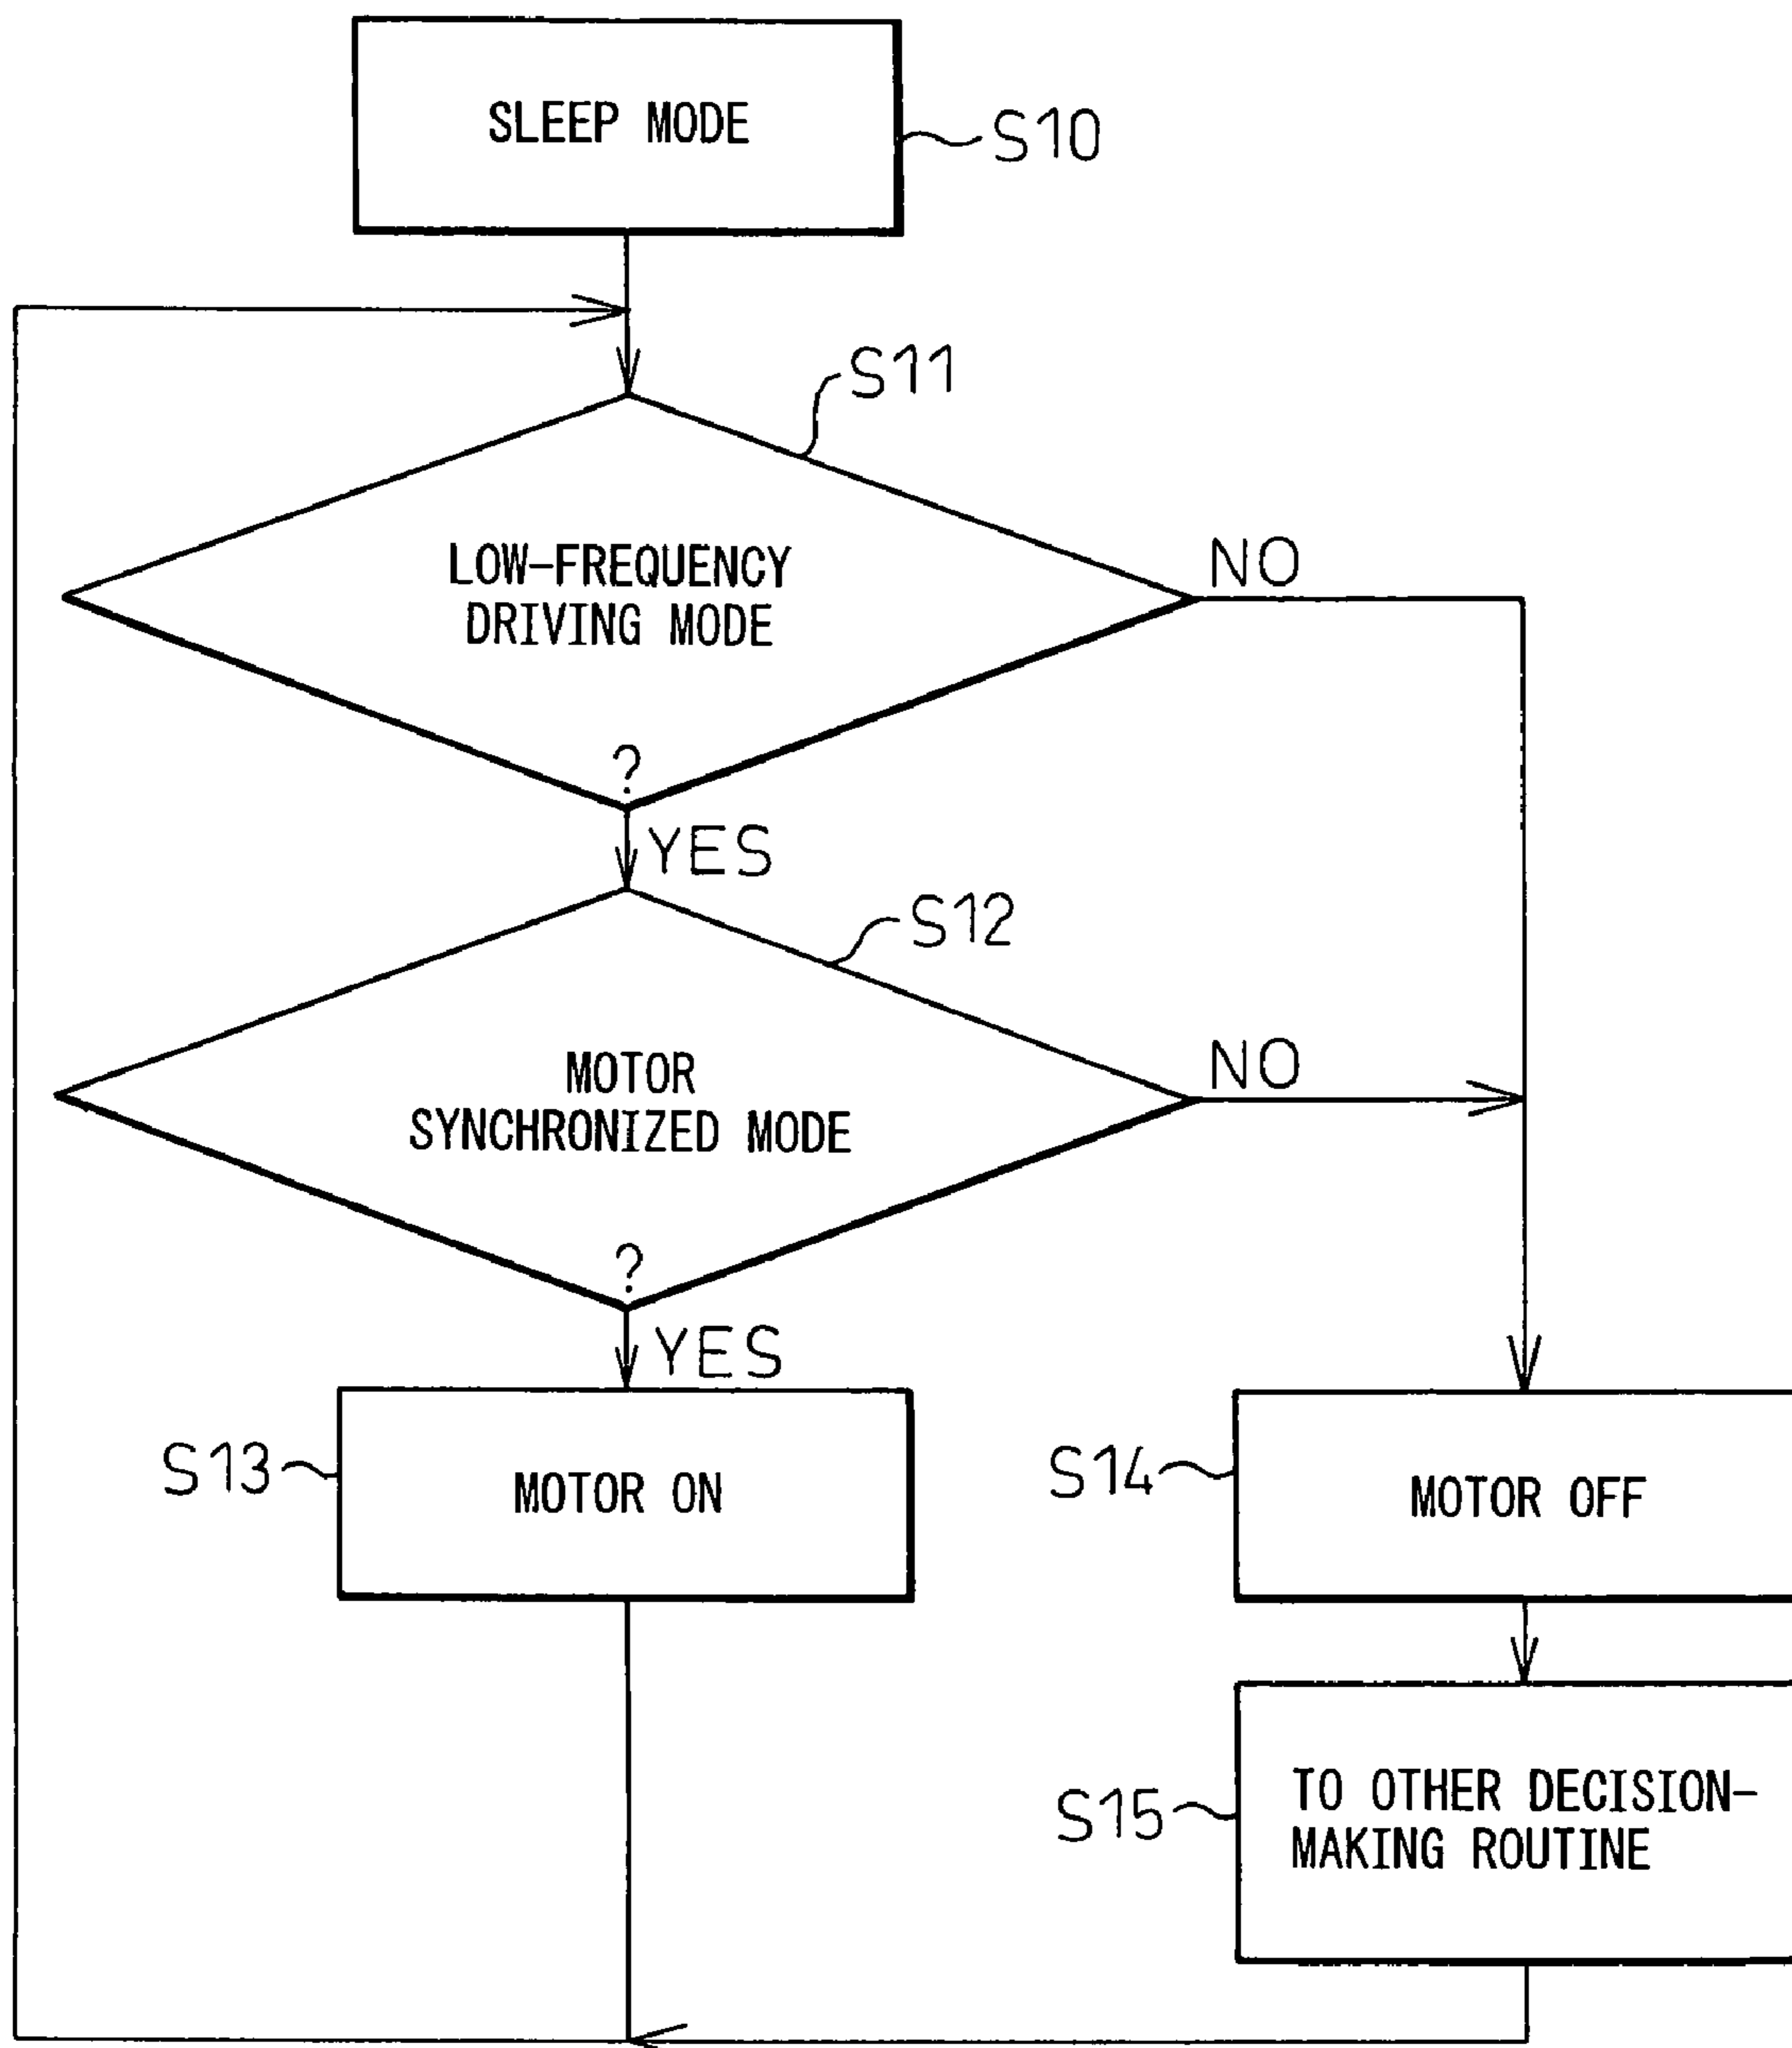 SLEEP MODE
S10
S11
LOW-FREQUENCY
DRIVING MODE
?
NO
YES
S12
MOTOR
SYNCHRONIZED MODE
?
NO
YES
S13
MOTOR ON
S14
MOTOR OFF
S15
TO OTHER DECISION-
MAKING ROUTINE